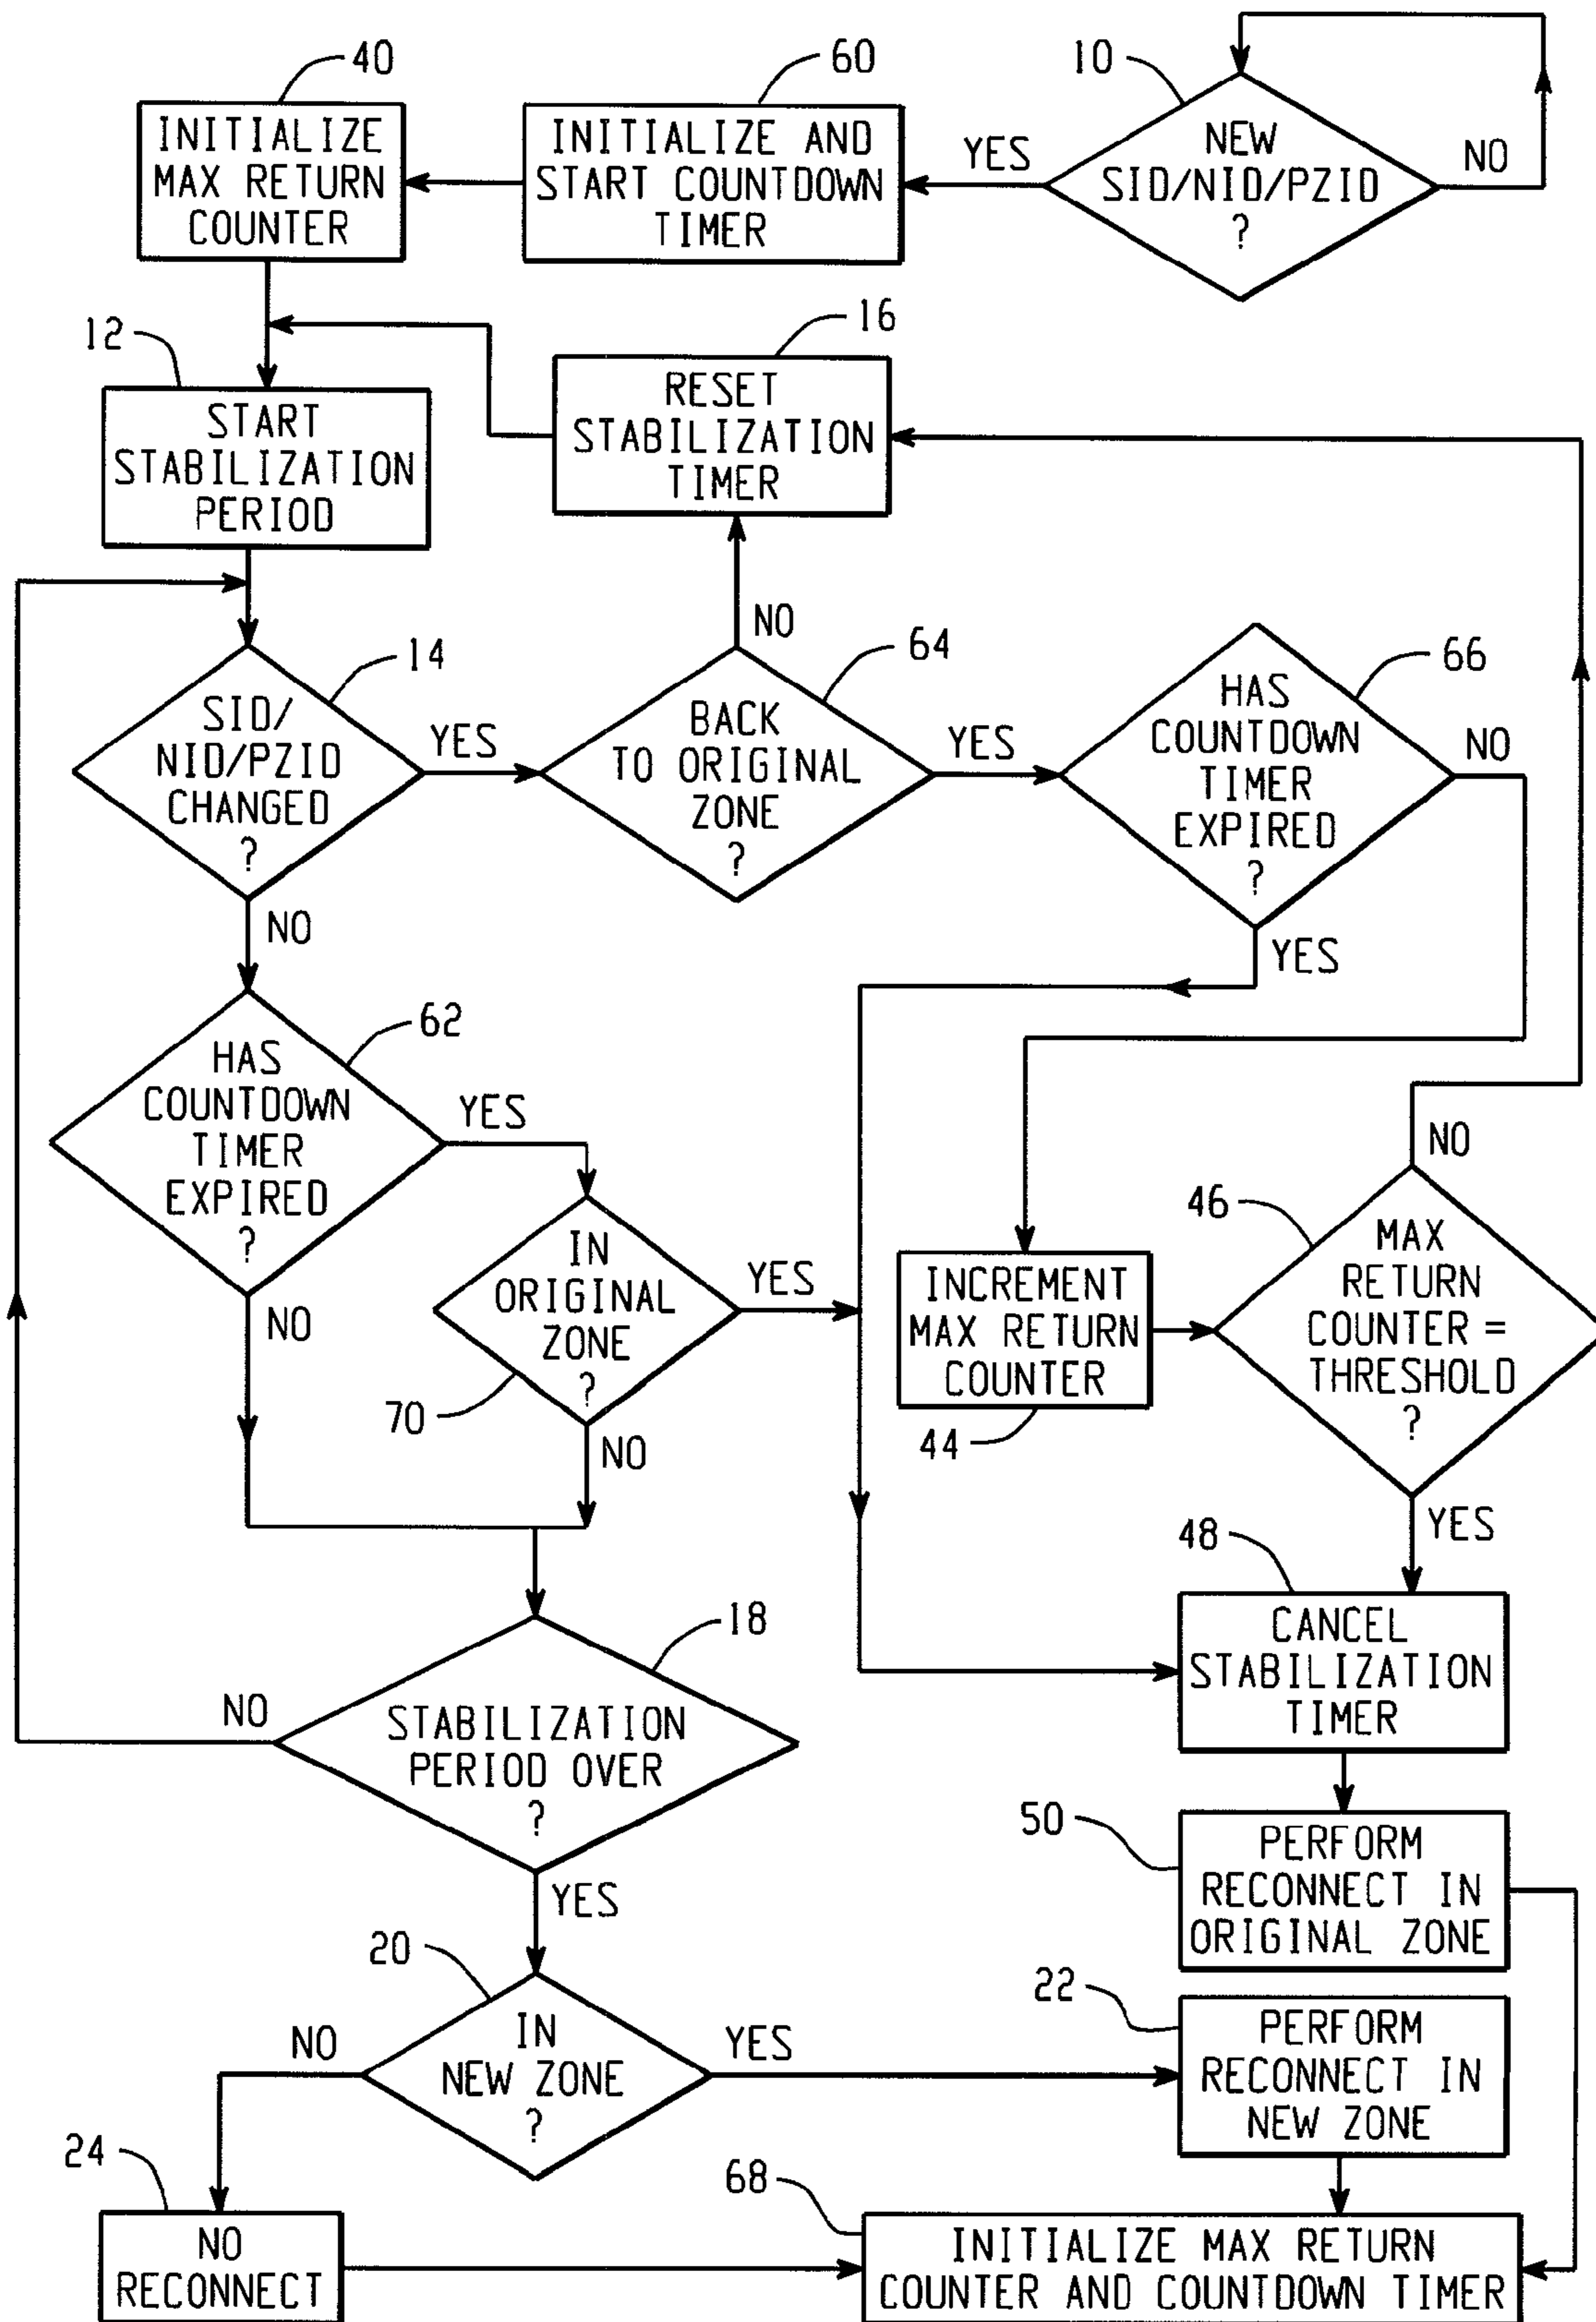 40
INITIALIZE
MAX RETURN
COUNTER
60
INITIALIZE AND
START COUNTDOWN
TIMER
YES
10
NEW
SID/NID/PZID
?
NO
12
START
STABILIZATION
PERIOD
16
RESET
STABILIZATION
TIMER
NO
14
SID/
NID/PZID
CHANGED
?
YES
NO
64
BACK
TO ORIGINAL
ZONE
?
YES
66
HAS
COUNTDOWN
TIMER
EXPIRED
?
NO
YES
62
HAS
COUNTDOWN
TIMER
EXPIRED
?
YES
NO
IN
ORIGINAL
ZONE
?
70
YES
NO
INCREMENT
MAX RETURN
COUNTER
44
NO
46
MAX
RETURN
COUNTER =
THRESHOLD
?
YES
18
STABILIZATION
PERIOD OVER
?
NO
YES
48
CANCEL
STABILIZATION
TIMER
50
PERFORM
RECONNECT IN
ORIGINAL ZONE
20
IN
NEW ZONE
?
NO
YES
22
PERFORM
RECONNECT IN
NEW ZONE
24
NO
RECONNECT
68
INITIALIZE MAX RETURN
COUNTER AND COUNTDOWN TIMER